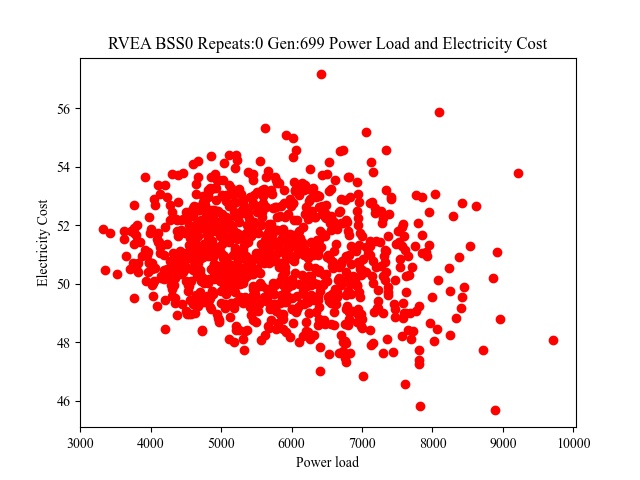 RVEA BSS0 Repeats:0 Gen:699 Power Load and Electricity Cost
56
54
52
50
48
46
Electricity Cost
3000 4000 5000 6000 7000 8000 9000 10000
Power load